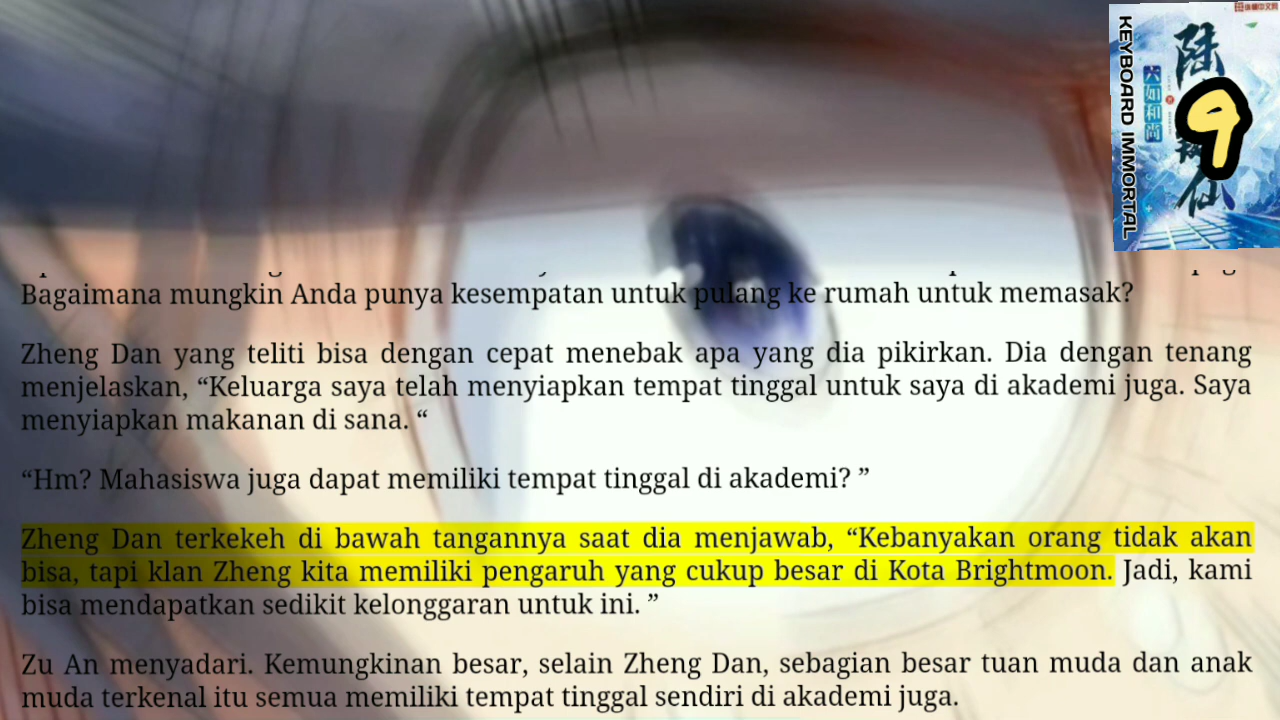 Bagaimana mungkin Anda punya kesempatan untuk pulang ke rumah untuk memasak?
Zheng Dan yang teliti bisa dengan cepat menebak apa yang dia pikirkan. Dia dengan tenang
menjelaskan, “Keluarga saya telah menyiapkan tempat tinggal untuk saya di akademi juga. Saya
menyiapkan makanan di sana. “
“Hm? Mahasiswa juga dapat memiliki tempat tinggal di akademi? ”
Zheng Dan terkekeh di bawah tangannya saat dia menjawab, “Kebanyakan orang tidak akan
bisa, tapi klan Zheng kita memiliki pengaruh yang cukup besar di Kota Brightmoon. Jadi, kami
bisa mendapatkan sedikit kelonggaran untuk ini. ”
Zu An menyadari. Kemungkinan besar, selain Zheng Dan, sebagian besar tuan muda dan anak
muda terkenal itu semua memiliki tempat tinggal sendiri di akademi juga.
KEYBOARD IMMORTAL
陆
仙
六如和尚
9